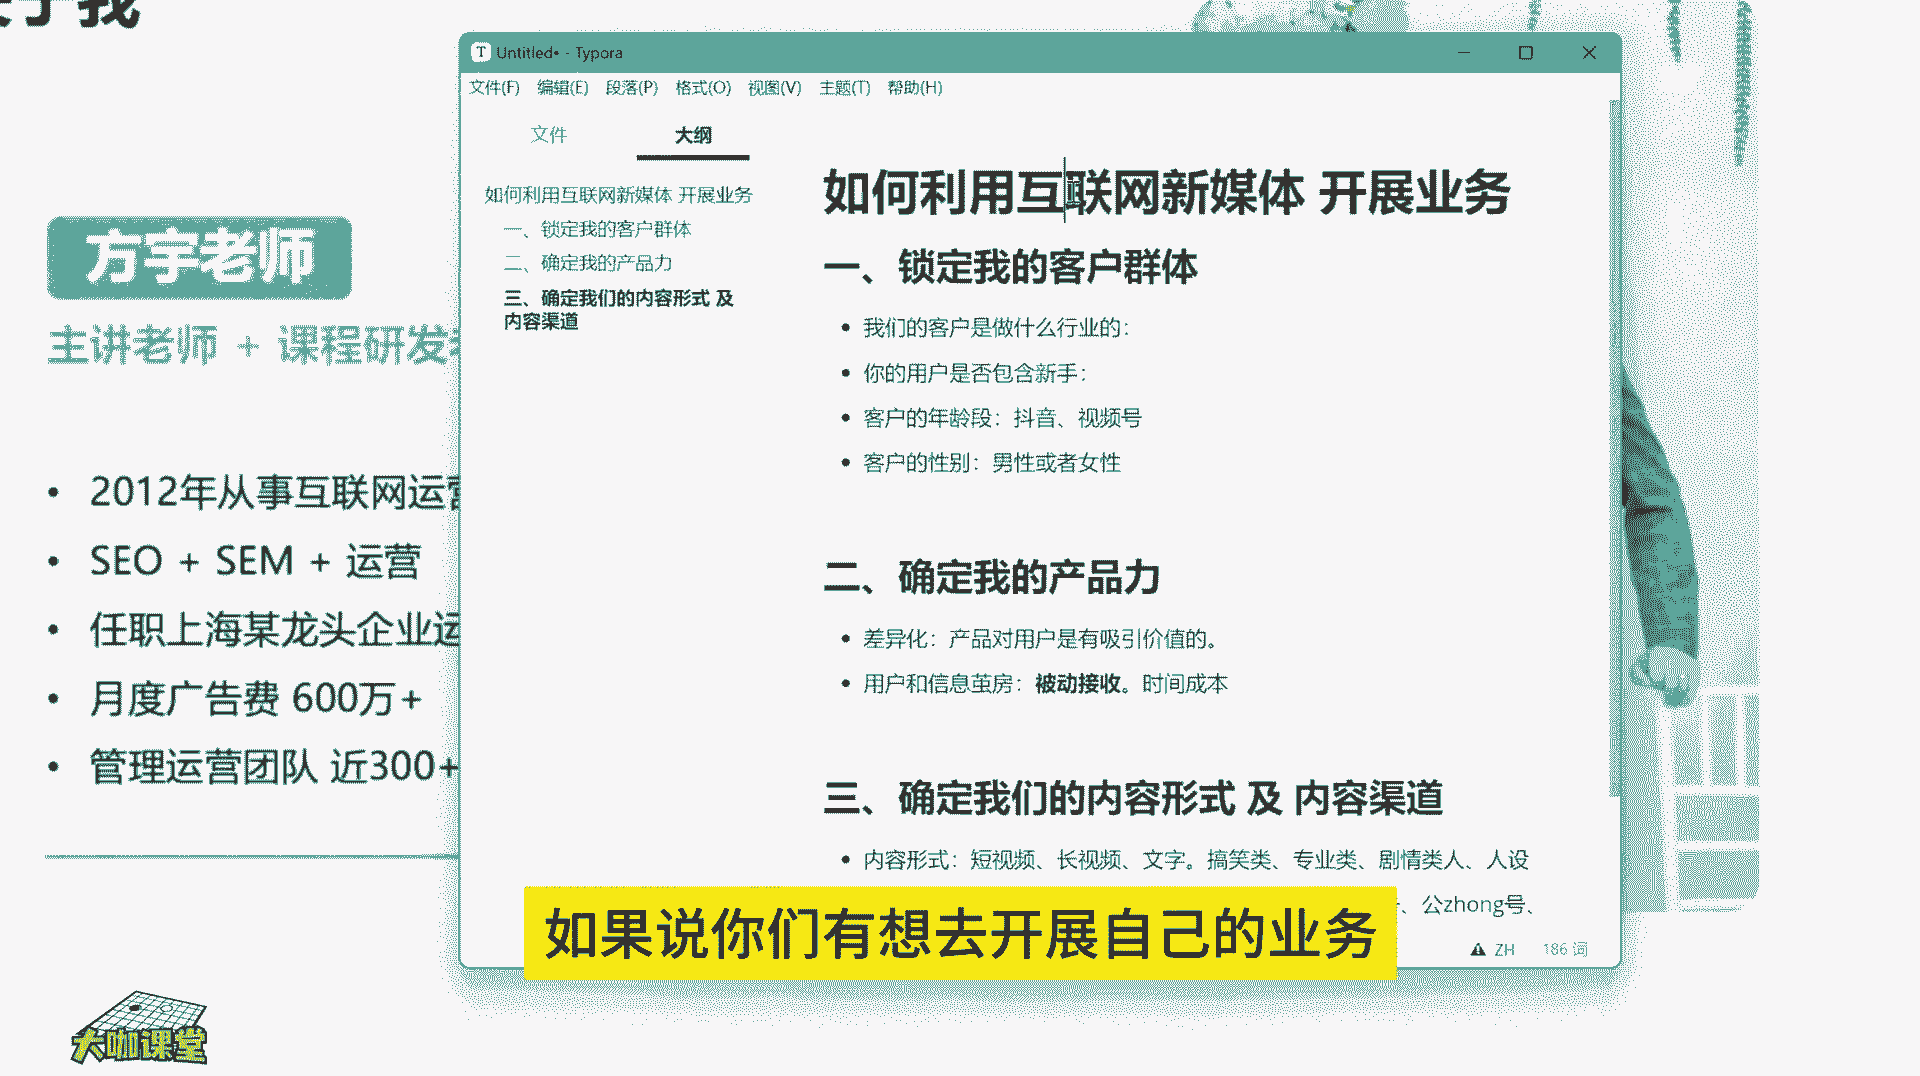 于我
方宇老师
主讲老师 + 课程研发
2012年从事互联网运营
SEO + SEM + 运营
任职上海某龙头企业运
月度广告费 600万+
管理运营团队 近300+
大咖课堂
Untitled• - Typora
文件(F) 编辑(E) 段落(P) 格式(O) 视图(V) 主题(T) 帮助(H)
文件 大纲
如何利用互联网新媒体 开展业务
一、锁定我的客户群体
二、确定我的产品力
三、确定我们的内容形式 及
内容渠道
如何利用互联网新媒体 开展业务
一、锁定我的客户群体
• 我们的客户是做什么行业的：
• 你的用户是否包含新手：
• 客户的年龄段：抖音、视频号
• 客户的性别：男性或者女性
二、确定我的产品力
• 差异化：产品对用户是有吸引价值的。
• 用户和信息茧房：被动接收。时间成本
三、确定我们的内容形式 及 内容渠道
• 内容形式：短视频、长视频、文字。搞笑类、专业类、剧情类人、人设
、公zhong号、
如果说你们有想去开展自己的业务
ZH 186 词